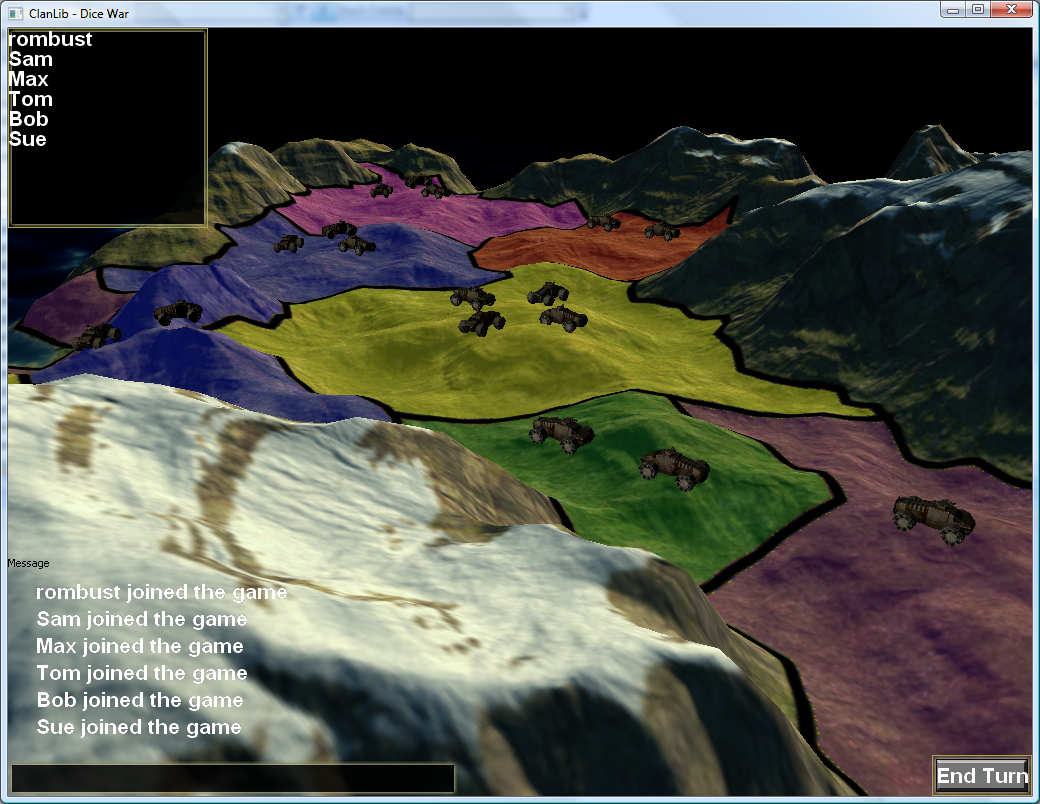 ClanLib - Dice War
rombust
Sam
Max
Tom
Bob
Sue
Message
rombust joined the game
Sam joined the game
Max joined the game
Tom joined the game
Bob joined the game
Sue joined the game
End Turn